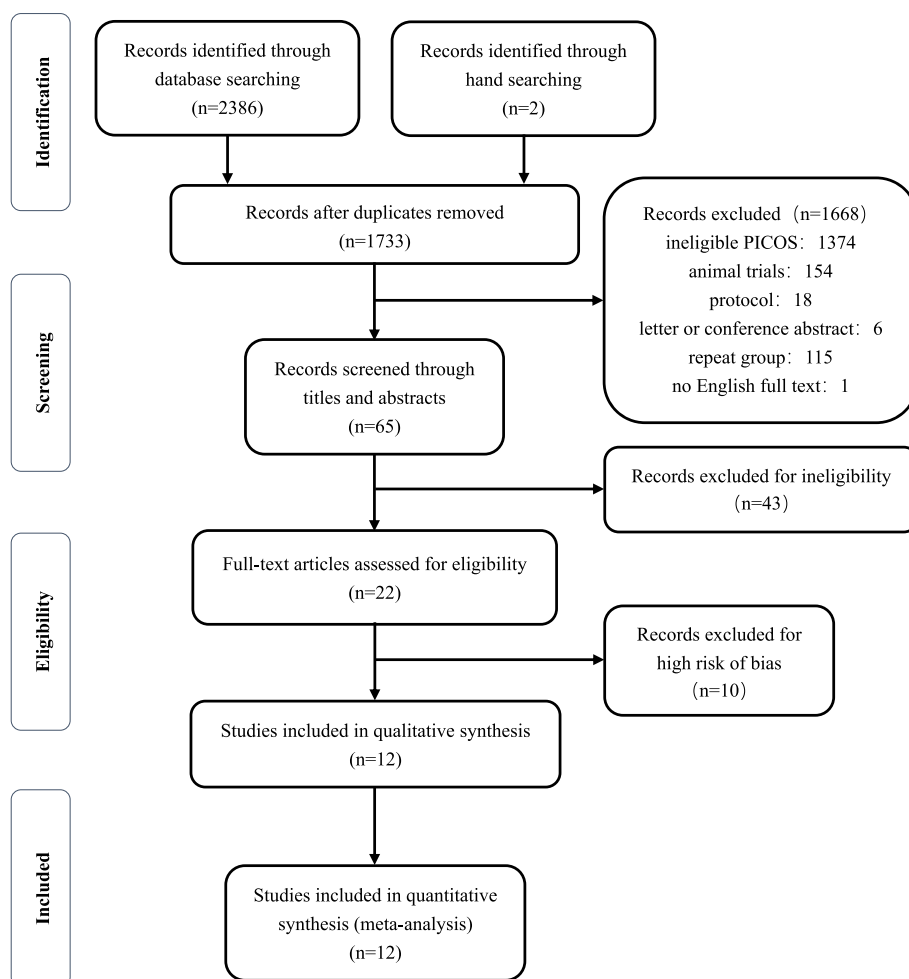 Identification
Records identified through
database searching
(n=2386)
Records identified through
hand searching
(n=2)
Records after duplicates removed
(n=1733)
Records excluded（n=1668）
ineligible PICOS：1374
animal trials：154
protocol：18
letter or conference abstract：6
repeat group：115
no English full text：1
Screening
Records screened through
titles and abstracts
(n=65)
Records excluded for ineligibility
（n=43）
Eligibility
Full-text articles assessed for eligibility
(n=22)
Records excluded for
high risk of bias
（n=10）
Studies included in qualitative synthesis
(n=12)
Included
Studies included in quantitative
synthesis (meta-analysis)
(n=12)